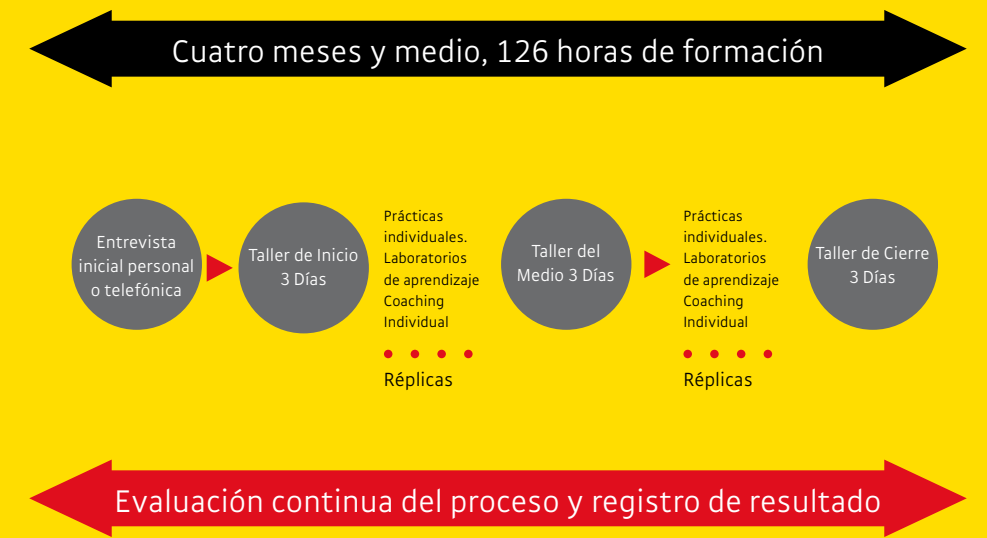 Cuatro meses y medio, 126 horas de formación
Entrevista
inicial personal
o telefónica
Taller de Inicio
3 Días
Prácticas
individuales.
Laboratorios
de aprendizaje
Coaching
Individual
Réplicas
Taller del
Medio 3 Días
Prácticas
individuales.
Laboratorios
de aprendizaje
Coaching
Individual
Réplicas
Taller de Cierre
3 Días
Evaluación continua del proceso y registro de resultado